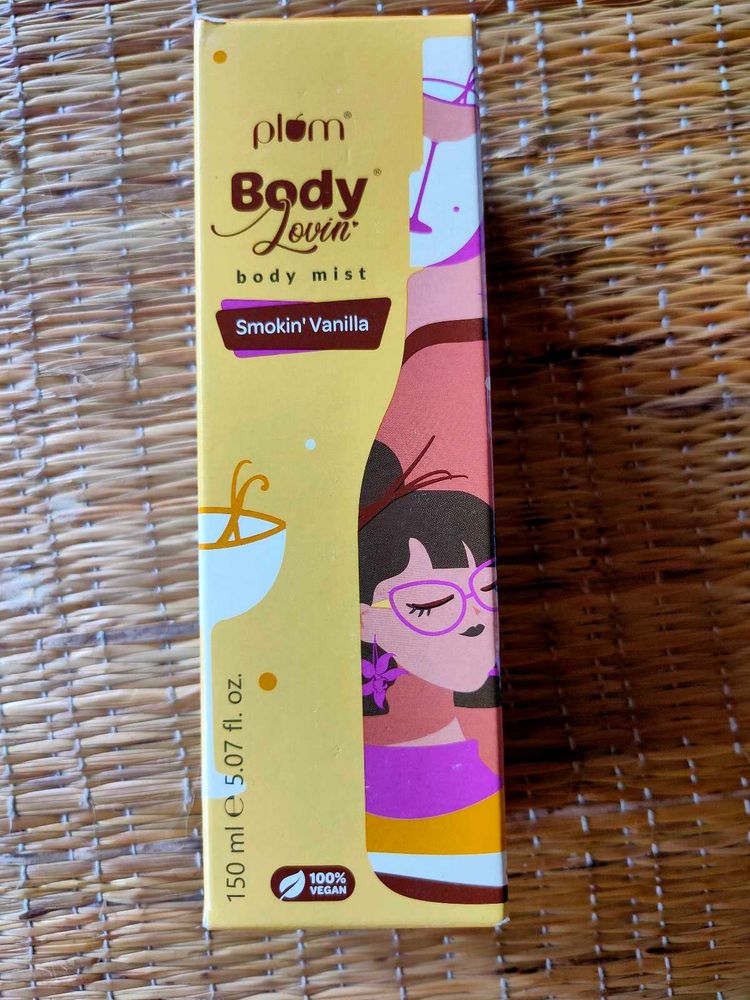 plum®
Body®
Lovin'
body mist
Smokin' Vanilla
150 ml ℮ 5.07 fl. oz.
100%
VEGAN